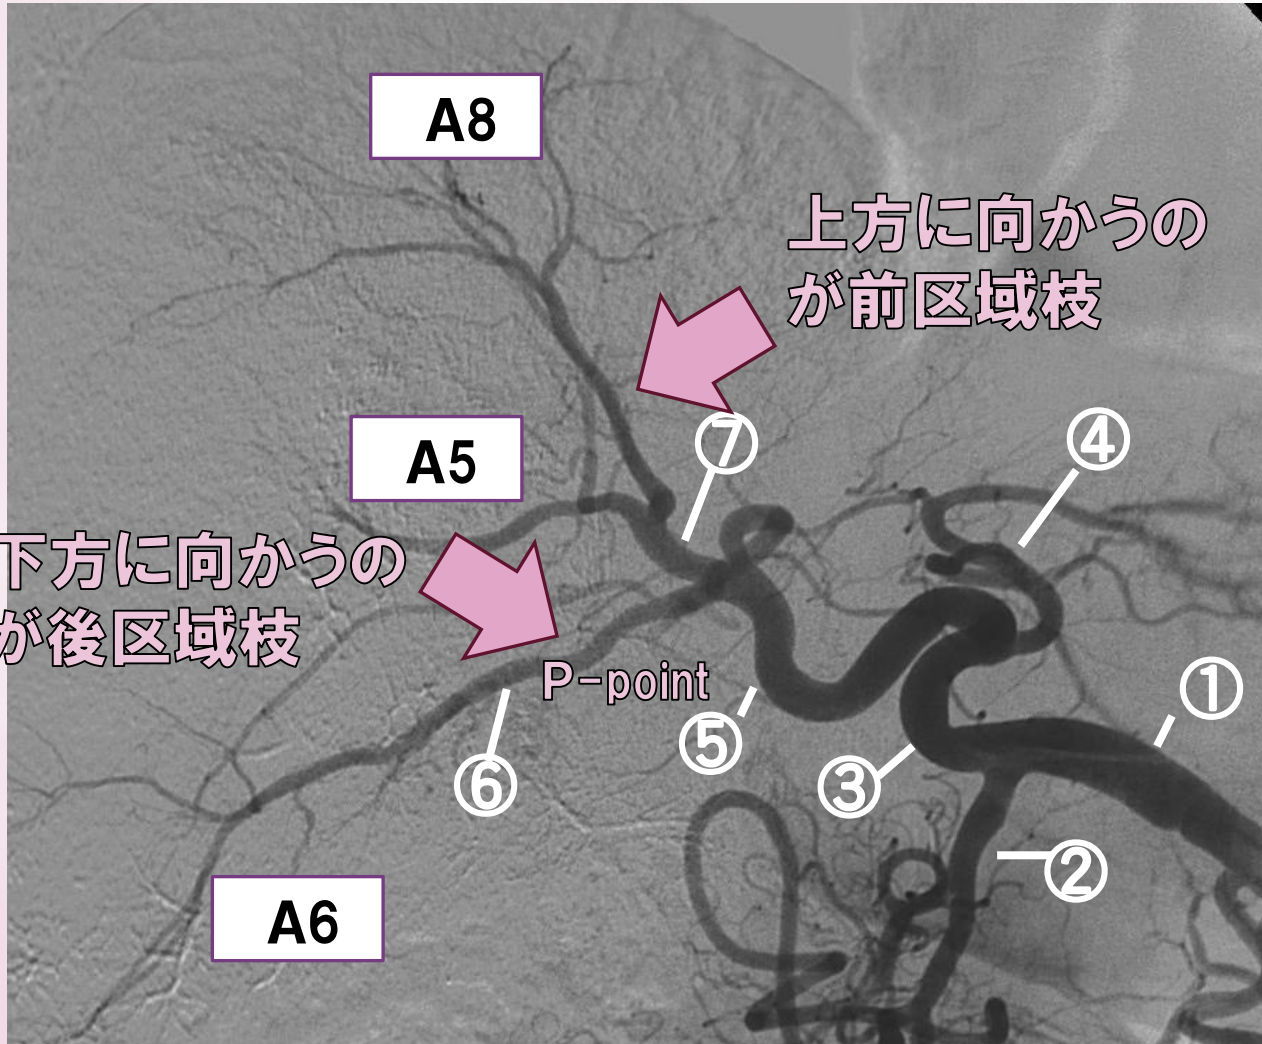 A8
上方に向かうの
が前区域枝
⑦
④
A5
下方に向かうの
が後区域枝
P-point
①
⑤
③
⑥
②
A6